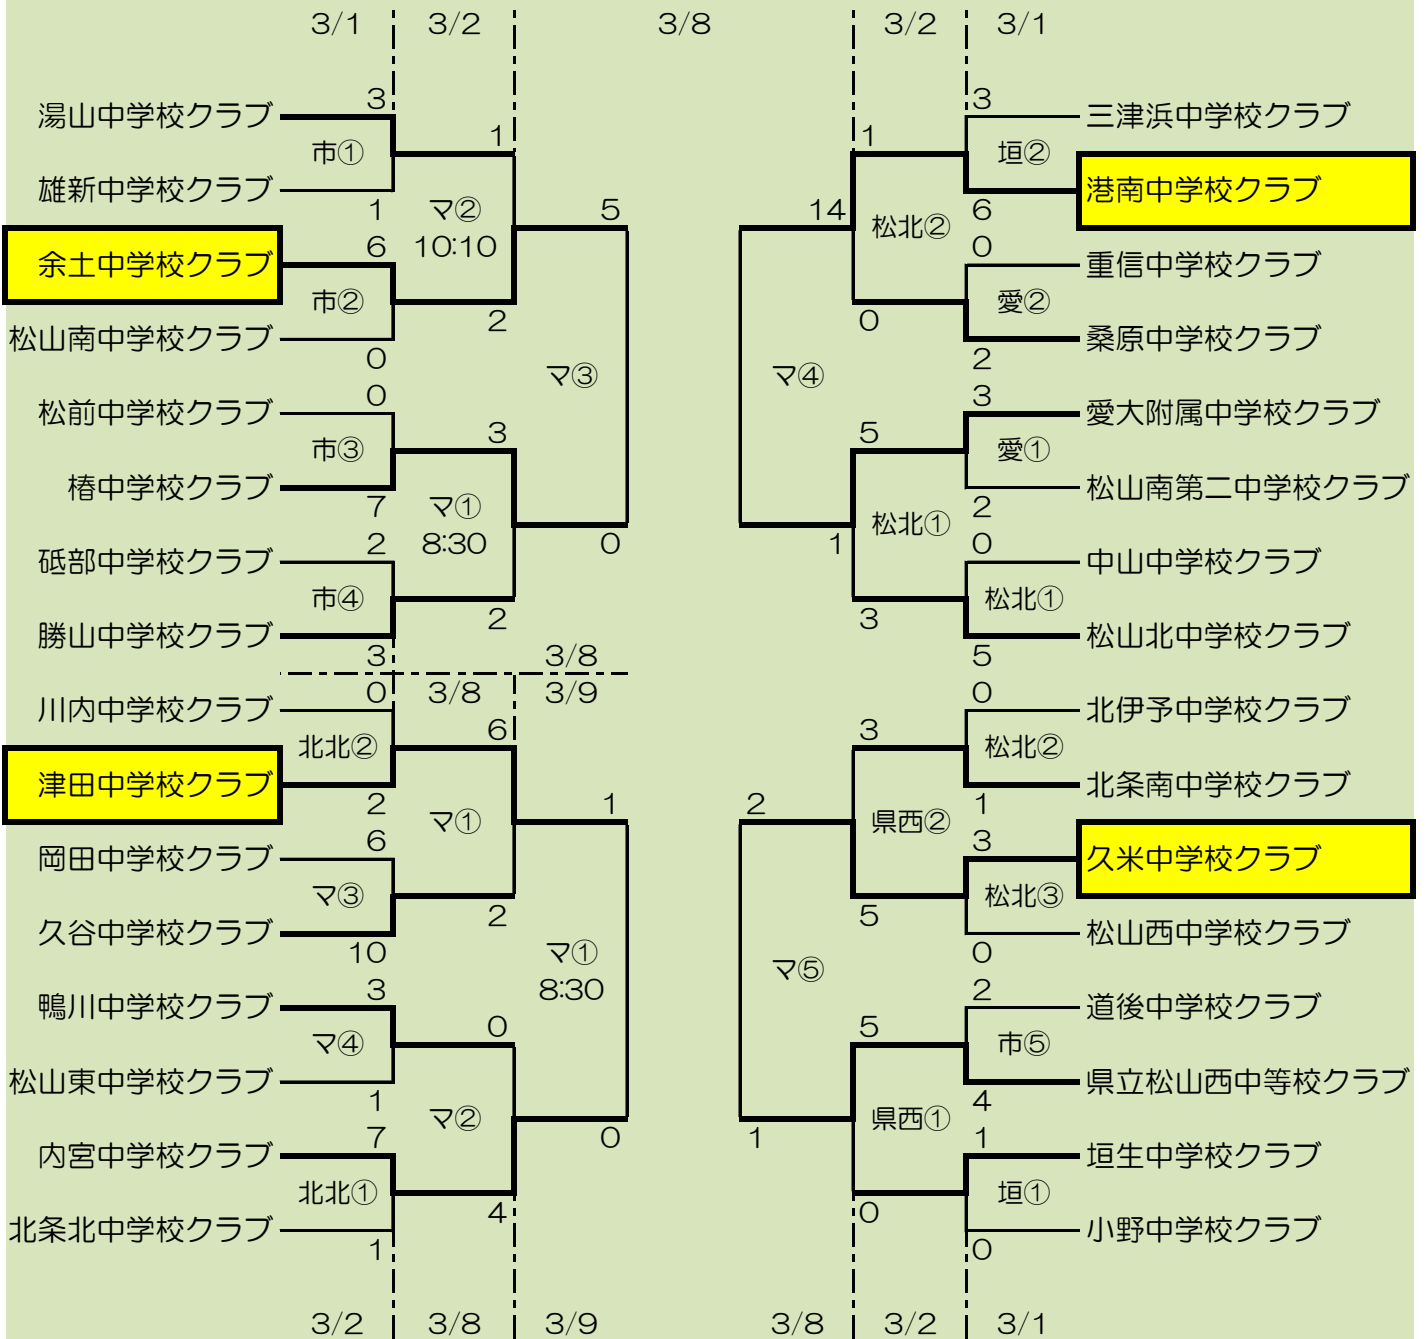 3/1 3/2 3/8 3/2 3/1
湯山中学校クラブ 3
市① 1
雄新中学校クラブ 1
マ② 5
10:10
余土中学校クラブ 6
市② 2
松山南中学校クラブ 0
マ③
松前中学校クラブ 0
市③ 3
椿中学校クラブ 7
マ① 0
8:30
砥部中学校クラブ 2
市④ 2
勝山中学校クラブ 3
3/8
3/8 3/9
川内中学校クラブ 0
北北② 6
津田中学校クラブ 2
マ① 1
岡田中学校クラブ 6
マ③ 2
久谷中学校クラブ 10
マ①
8:30
鴨川中学校クラブ 3
マ④ 0
松山東中学校クラブ 1
マ② 0
内宮中学校クラブ 7
北北① 4
北条北中学校クラブ 1
3/2 3/8 3/9
3 三津浜中学校クラブ
1 垣②
6 港南中学校クラブ
14 松北②
0 重信中学校クラブ
0 愛②
2 桑原中学校クラブ
マ④
3 愛大附属中学校クラブ
5 愛①
2 松山南第二中学校クラブ
1 松北①
0 中山中学校クラブ
3 松北①
5 松山北中学校クラブ
0 北伊予中学校クラブ
3 松北②
1 北条南中学校クラブ
2 県西②
3 久米中学校クラブ
5 松北③
0 松山西中学校クラブ
マ⑤
2 道後中学校クラブ
5 市⑤
4 県立松山西中等校クラブ
1 県西①
1 垣生中学校クラブ
0 垣①
0 小野中学校クラブ
3/8 3/2 3/1